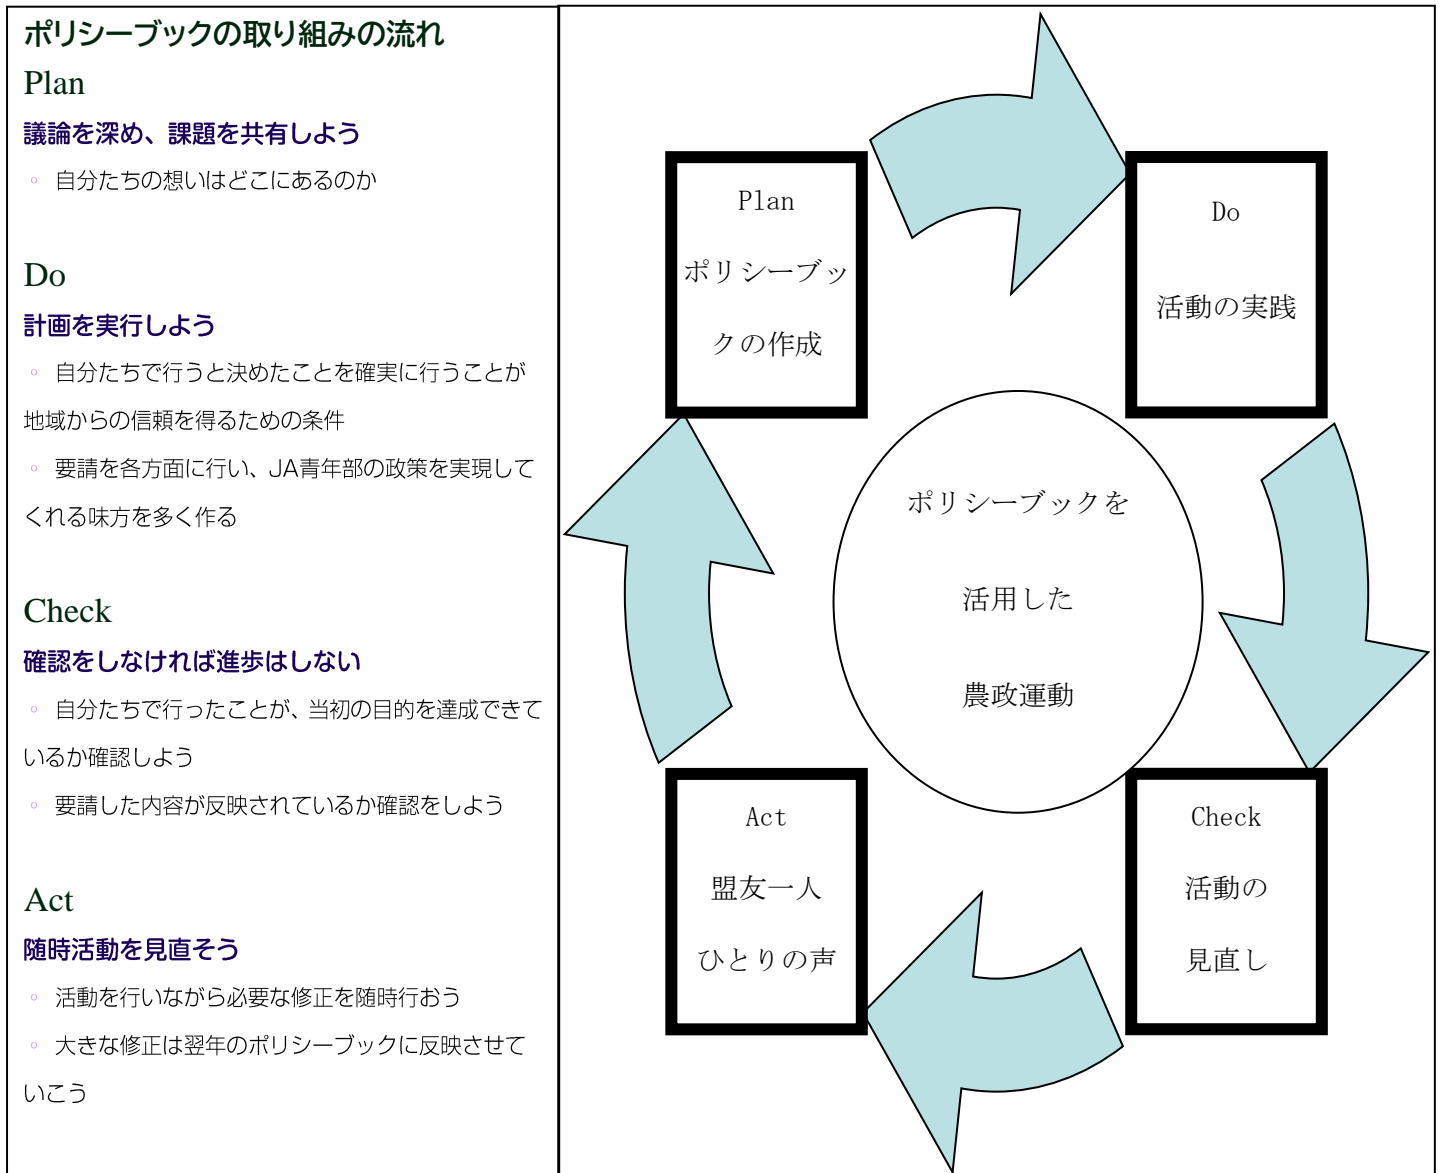 ポリシーブックの取り組みの流れ
Plan
議論を深め、課題を共有しよう
◦ 自分たちの想いはどこにあるのか
Do
計画を実行しよう
◦ 自分たちで行うと決めたことを確実に行うことが
地域からの信頼を得るための条件
◦ 要請を各方面に行い、JA青年部の政策を実現して
くれる味方を多く作る
Check
確認をしなければ進歩はしない
◦ 自分たちで行ったことが、当初の目的を達成できて
いるか確認しよう
◦ 要請した内容が反映されているか確認をしよう
Act
随時活動を見直そう
◦ 活動を行いながら必要な修正を随時行おう
◦ 大きな修正は翌年のポリシーブックに反映させて
いこう
Plan
ポリシーブッ
クの作成
Do
活動の実践
ポリシーブックを
活用した
農政運動
Act
盟友一人
ひとりの声
Check
活動の
見直し